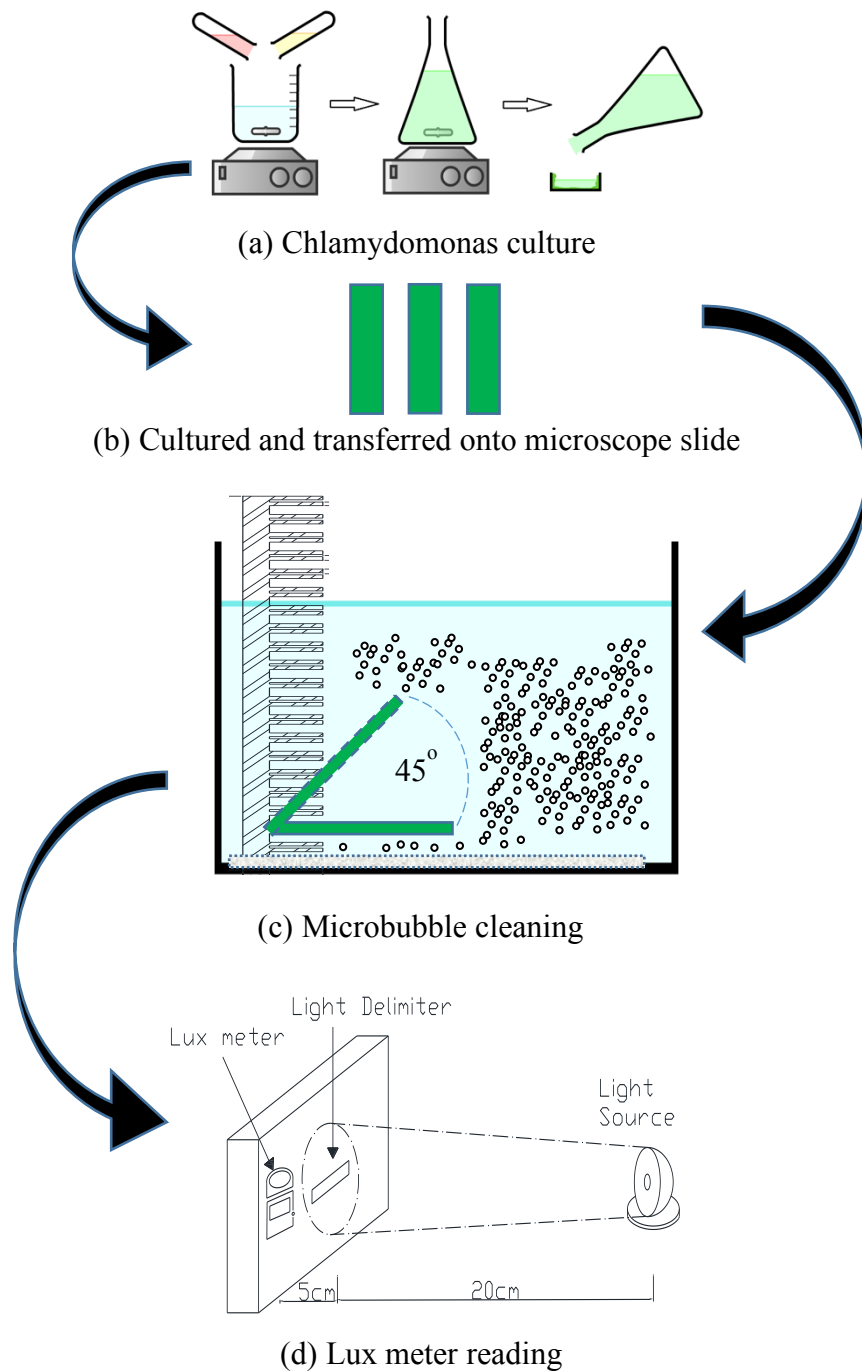 (a) Chlamydomonas culture
(b) Cultured and transferred onto microscope slide
45°
(c) Microbubble cleaning
Light Delimiter
Lux meter
Light
Source
5cm
20cm
(d) Lux meter reading